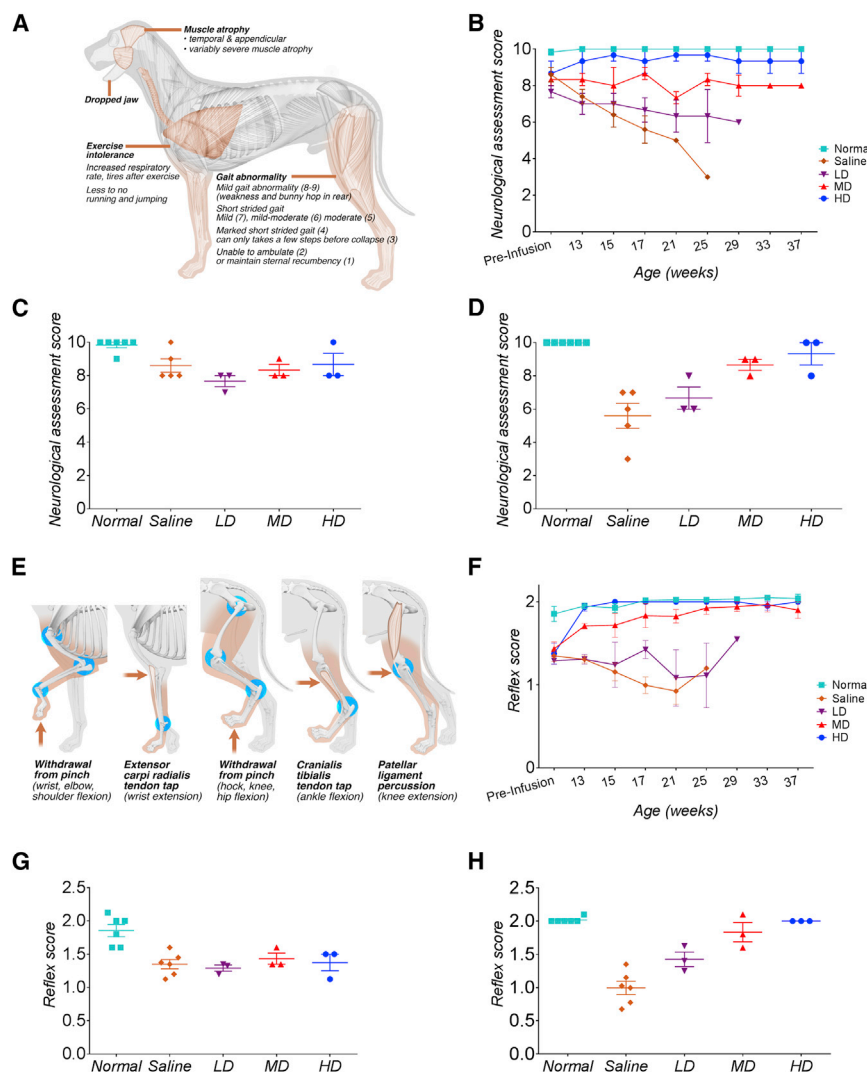 A
Muscle atrophy
• temporal & appendicular
• variably severe muscle atrophy
Dropped jaw
Exercise
intolerance
Increased respiratory
rate, tires after exercise
Less to no
running and jumping
Gait abnormality
Mild gait abnormality (8-9)
(weakness and bunny hop in rear)
Short strided gait
Mild (7), mild-moderate (6) moderate (5)
Marked short strided gait (4)
can only takes a few steps before collapse (3)
Unable to ambulate (2)
or maintain sternal recumbency (1)
B
Neurological assessment score
10
8
6
4
2
0
Pre-Infusion
13
15
17
21
25
29
33
37
Age (weeks)
Normal
Saline
LD
MD
HD
C
Neurological assessment score
10
8
6
4
2
0
Normal
Saline
LD
MD
HD
D
Neurological assessment score
10
8
6
4
2
0
Normal
Saline
LD
MD
HD
E
Withdrawal
from pinch
(wrist, elbow,
shoulder flexion)
Extensor
carpi radialis
tendon tap
(wrist extension)
Withdrawal
from pinch
(hock, knee,
hip flexion)
Cranialis
tibialis
tendon tap
(ankle flexion)
Patellar
ligament
percussion
(knee extension)
F
Reflex score
2
1
0
Pre-Infusion
13
15
17
21
25
29
33
37
Age (weeks)
Normal
Saline
LD
MD
HD
G
Reflex score
2.5
2.0
1.5
1.0
0.5
0.0
Normal
Saline
LD
MD
HD
H
Reflex score
2.5
2.0
1.5
1.0
0.5
0.0
Normal
Saline
LD
MD
HD